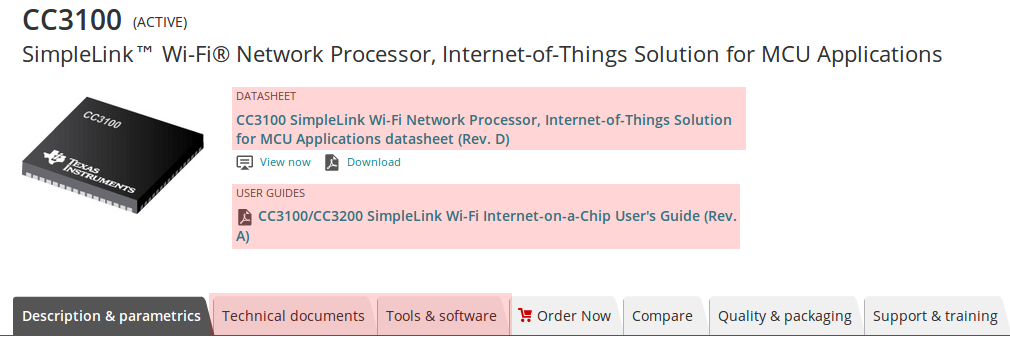 CC3100 (ACTIVE)
SimpleLink™ Wi-Fi® Network Processor, Internet-of-Things Solution for MCU Applications
CC3100
TEXAS
INSTRUMENTS
DATASHEET
CC3100 SimpleLink Wi-Fi Network Processor, Internet-of-Things Solution
for MCU Applications datasheet (Rev. D)
View now Download
USER GUIDES
CC3100/CC3200 SimpleLink Wi-Fi Internet-on-a-Chip User's Guide (Rev.
A)
Description & parametrics Technical documents Tools & software Order Now Compare Quality & packaging Support & training